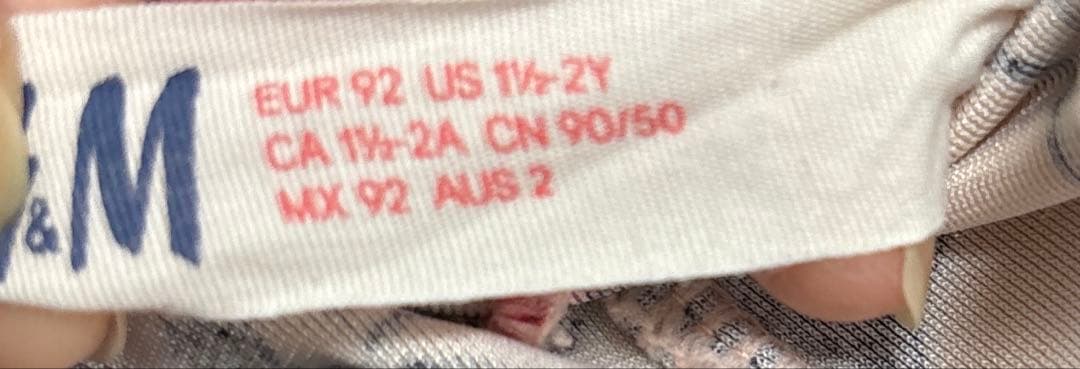 &M
EUR 92 US 1½-2Y
CA 1½-2A CN 90/50
MX 92 AUS 2